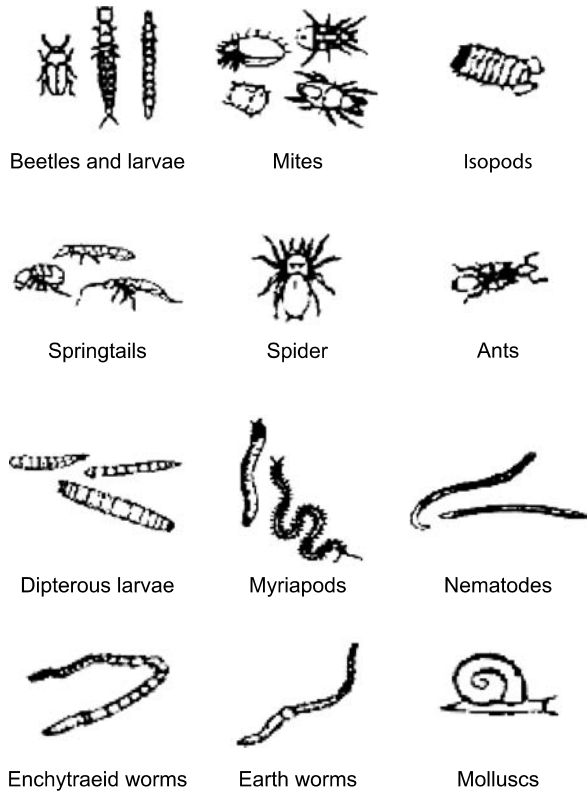 Beetles and larvae
Mites
Isopods
Springtails
Spider
Ants
Dipterous larvae
Myriapods
Nematodes
Enchytraeid worms
Earth worms
Molluscs